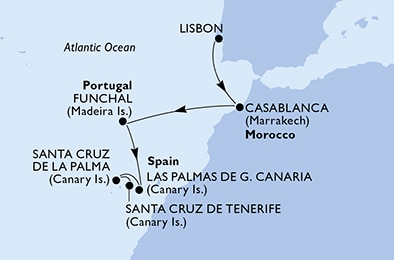 LISBON
Atlantic Ocean
Portugal
FUNCHAL
(Madeira Is.)
CASABLANCA
(Marrakech)
Morocco
SANTA CRUZ
DE LA PALMA
(Canary Is.)
Spain
LAS PALMAS DE G. CANARIA
(Canary Is.)
SANTA CRUZ DE TENERIFE
(Canary Is.)